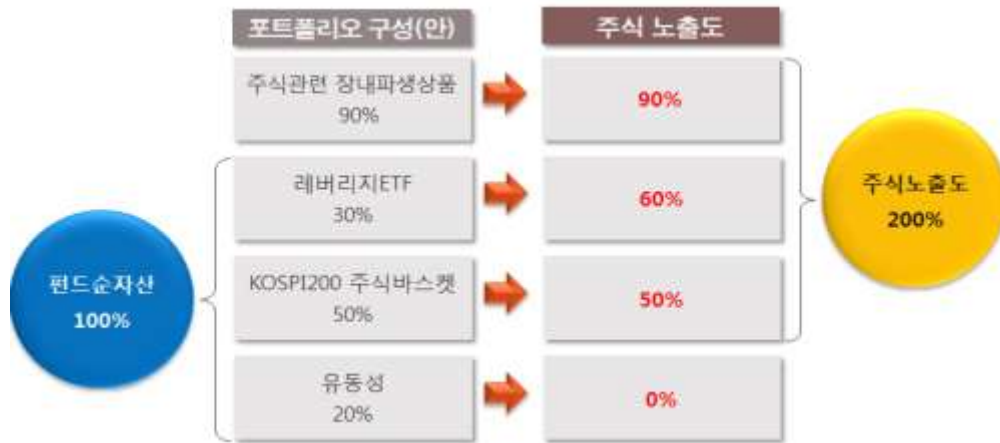 포트폴리오 구성(안)
주식 노출도
주식관련 장내파생상품
90%
90%
레버리지ETF
30%
60%
주식노출도
200%
펀드순자산
100%
KOSPI200 주식바스켓
50%
50%
유동성
20%
0%